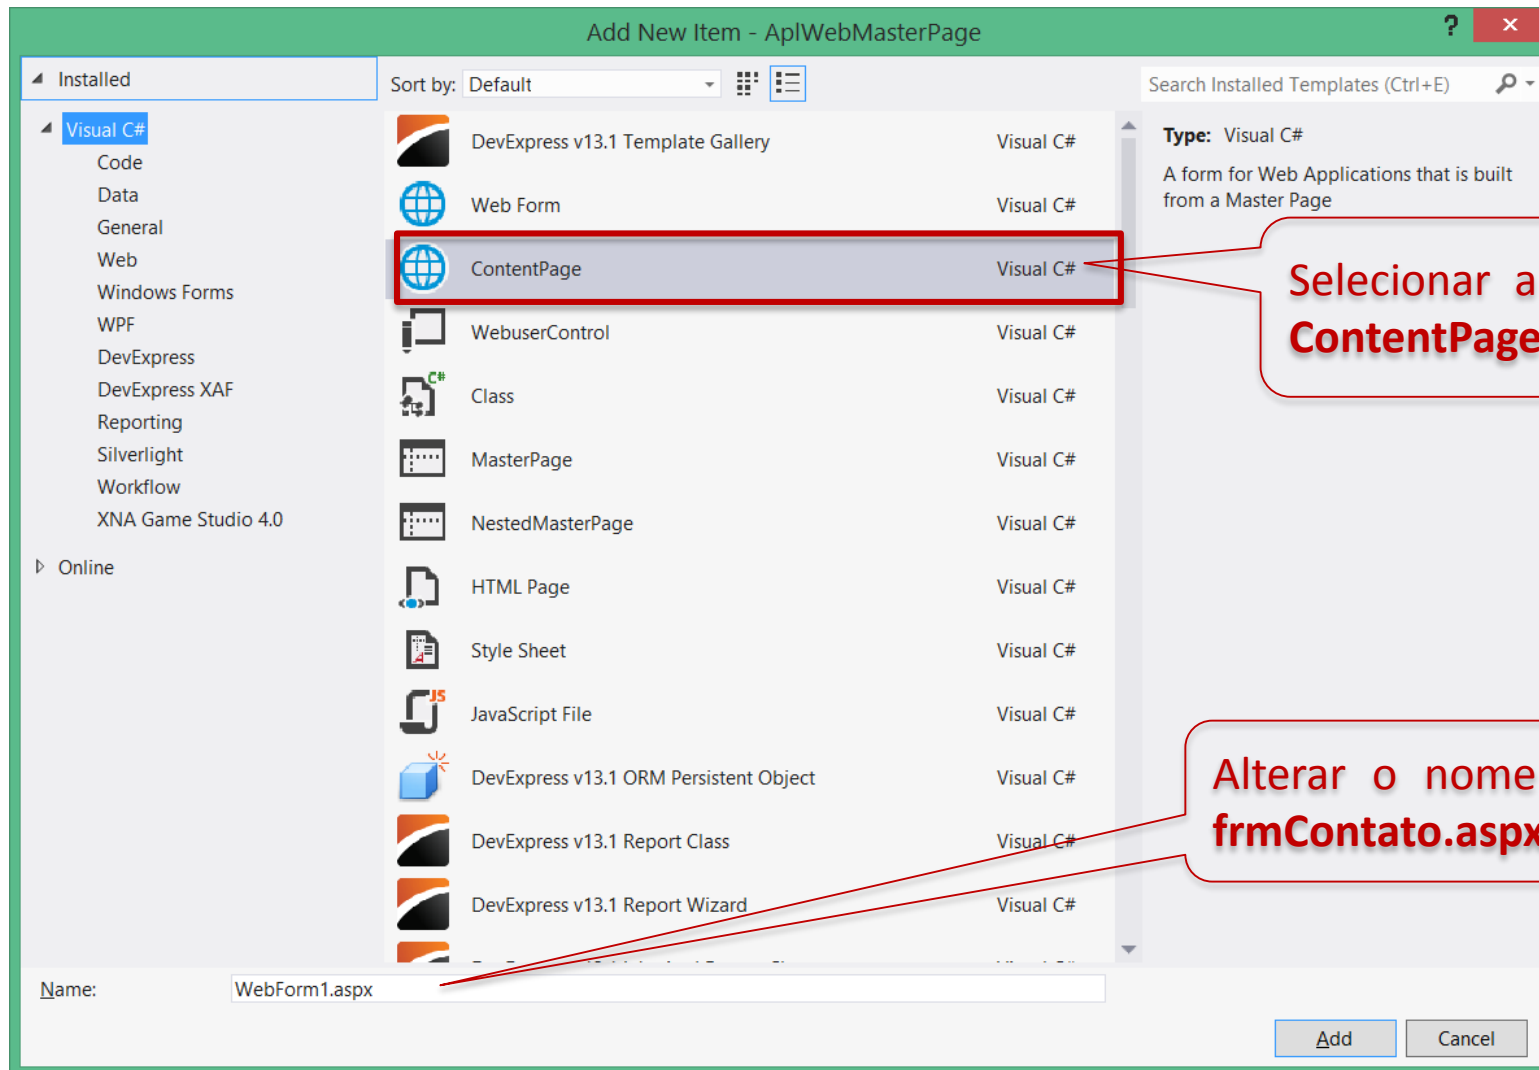 Add New Item - AplWebMasterPage
?
x
Installed
Sort by: Default
Search Installed Templates (Ctrl+E)
Visual C#
Code
Data
General
Web
Windows Forms
WPF
DevExpress
DevExpress XAF
Reporting
Silverlight
Workflow
XNA Game Studio 4.0
Online
DevExpress v13.1 Template Gallery Visual C#
Web Form Visual C#
ContentPage Visual C#
WebuserControl Visual C#
Class Visual C#
MasterPage Visual C#
NestedMasterPage Visual C#
HTML Page Visual C#
Style Sheet Visual C#
JavaScript File Visual C#
DevExpress v13.1 ORM Persistent Object Visual C#
DevExpress v13.1 Report Class Visual C#
DevExpress v13.1 Report Wizard Visual C#
Type: Visual C#
A form for Web Applications that is built
from a Master Page
Selecionar a
ContentPage
Alterar o nome
frmContato.aspx
Name: WebForm1.aspx
Add
Cancel